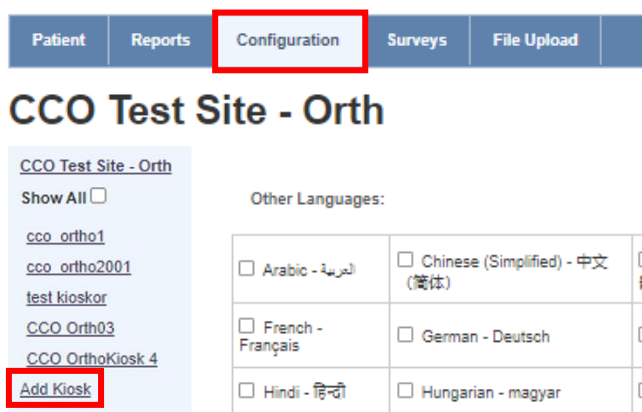 Patient Reports Configuration Surveys File Upload
CCO Test Site - Orth
CCO Test Site - Orth
Show All
cco_ortho1
cco_ortho2001
test kioskor
CCO Orth03
CCO OrthoKiosk 4
Add Kiosk
Other Languages:
Arabic - العربية
Chinese (Simplified) - 中文
(简体)
French -
Français
German - Deutsch
Hindi - हिन्दी
Hungarian - magyar